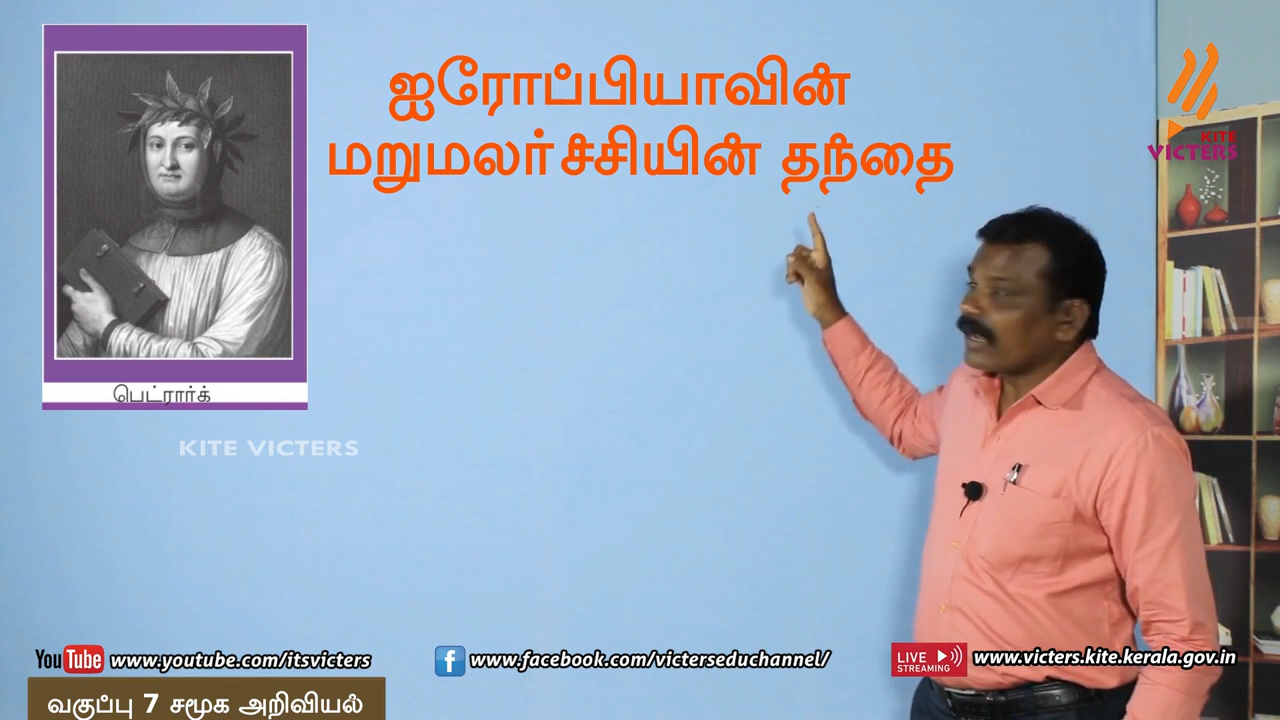 ஐரோப்பியாவின்
மறுமலர்ச்சியின் தந்தை
KITE
VICTERS
பெட்ரார்க்
KITE VICTERS
YouTube www.youtube.com/itsvicters
f www.facebook.com/victerseduchannel/
LIVE STREAMING www.victers.kite.kerala.gov.in
வகுப்பு 7 சமூக அறிவியல்